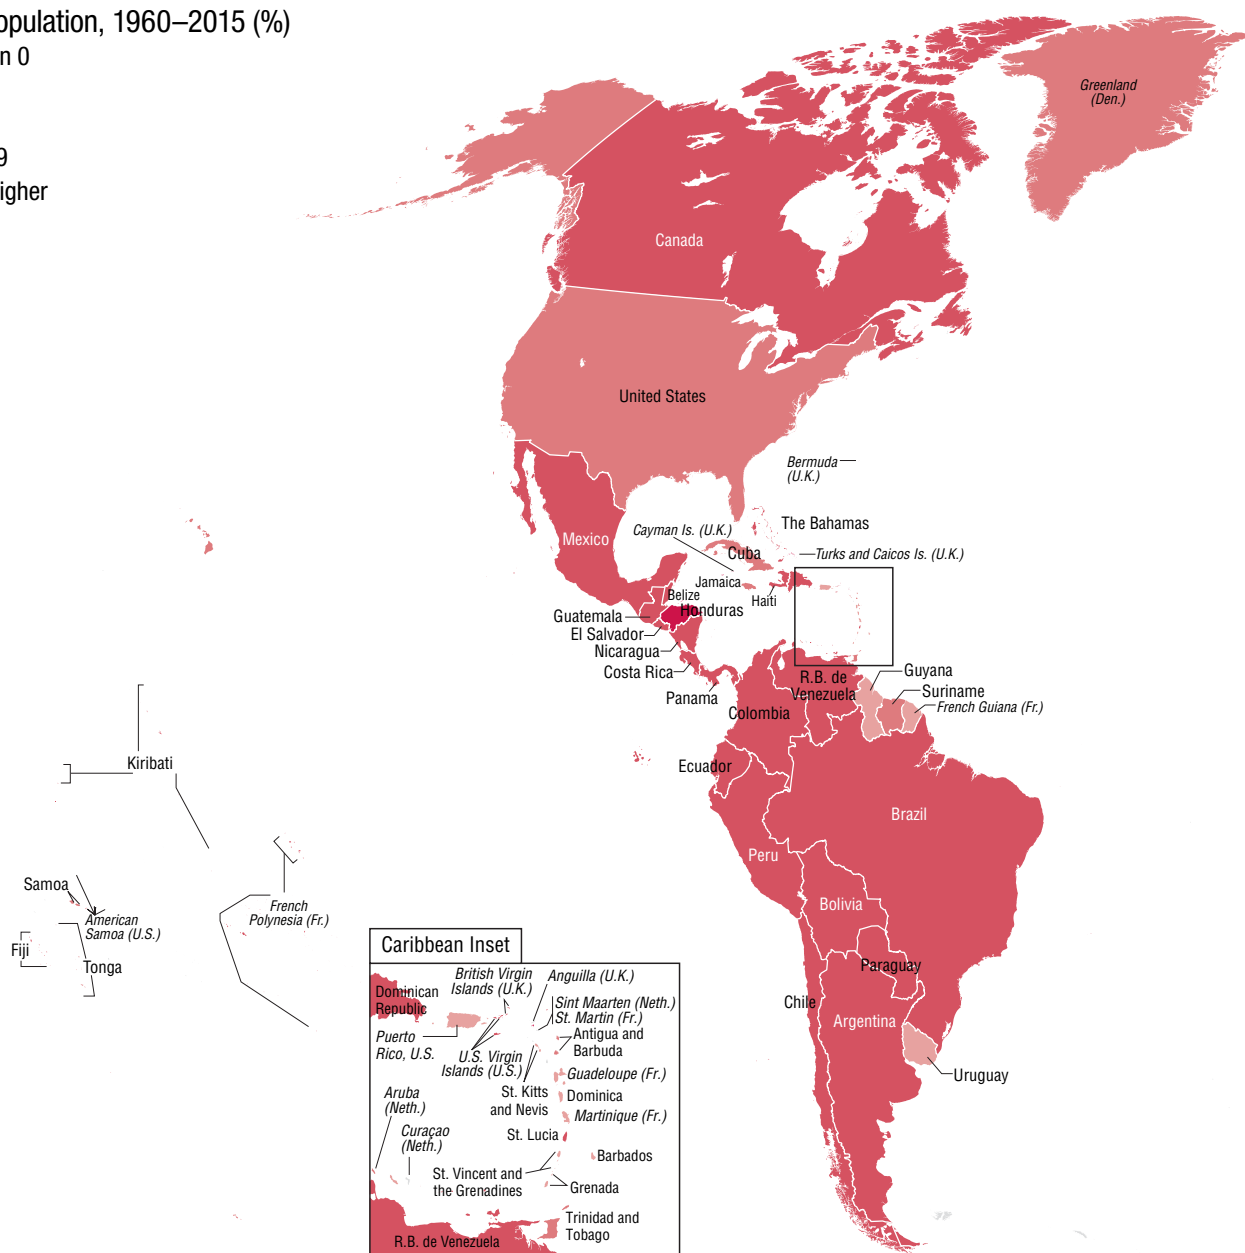 opulation, 1960–2015 (%)
n 0
9
igher
Greenland
(Den.)
Canada
United States
Bermuda
(U.K.)
The Bahamas
Cayman Is. (U.K.)
Cuba
Turks and Caicos Is. (U.K.)
Mexico
Jamaica
Belize
Haiti
Honduras
Guatemala
El Salvador
Nicaragua
Costa Rica
Panama
R.B. de
Venezuela
Guyana
Suriname
French Guiana (Fr.)
Colombia
Ecuador
Kiribati
Brazil
Peru
Samoa
American
Samoa (U.S.)
French
Polynesia (Fr.)
Bolivia
Fiji
Tonga
Paraguay
Chile
Argentina
Uruguay
Caribbean Inset
Dominican
Republic
British Virgin
Islands (U.K.)
Anguilla (U.K.)
Sint Maarten (Neth.)
St. Martin (Fr.)
Puerto
Rico, U.S.
U.S. Virgin
Islands (U.S.)
Antigua and
Barbuda
St. Kitts
and Nevis
Guadeloupe (Fr.)
Dominica
Martinique (Fr.)
Aruba
(Neth.)
Curaçao
(Neth.)
St. Lucia
Barbados
St. Vincent and
the Grenadines
Grenada
Trinidad and
Tobago
R.B. de Venezuela